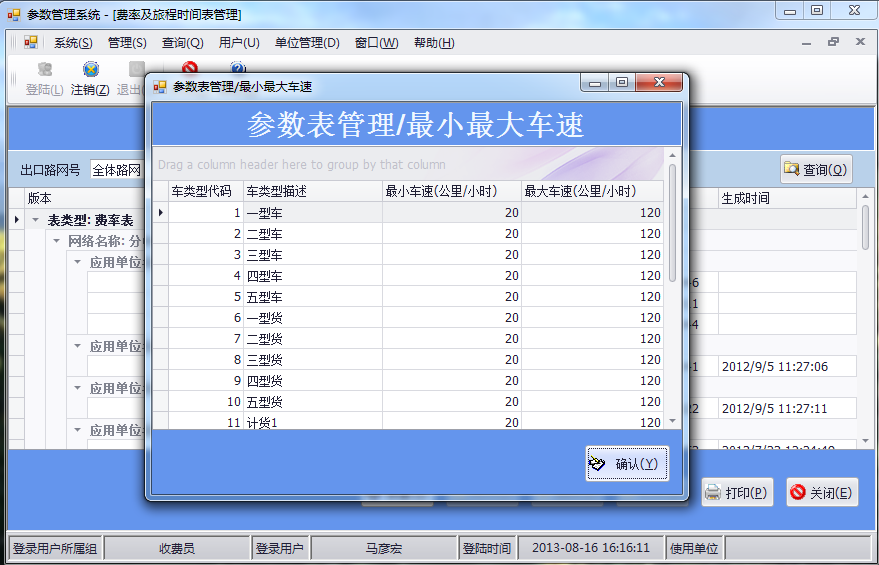 参数管理系统 - [费率及旅程时间表管理]
系统(S) 管理(S) 查询(Q) 用户(U) 单位管理(D) 窗口(W) 帮助(H)
登陆(L) 注销(Z) 退出
参数表管理/最小最大车速
参数表管理/最小最大车速
出口路网号 全体路网
查询(Q)
Drag a column header here to group by that column
版本
生成时间
车类型代码 车类型描述 最小车速(公里/小时) 最大车速(公里/小时)
1 一型车 20 120
2 二型车 20 120
3 三型车 20 120
4 四型车 20 120
5 五型车 20 120
6 一型货 20 120
7 二型货 20 120
8 三型货 20 120
9 四型货 20 120
10 五型货 20 120
11 计货1 20 120
表类型: 费率表
网络名称:
应用单位
-6
1
-4
应用单位
-1 2012/9/5 11:27:06
应用单位
22 2012/9/5 11:27:11
应用单位
确认(Y)
打印(P) 关闭(E)
登录用户所属组 收费员 登录用户 马彦宏 登陆时间 2013-08-16 16:16:11 使用单位